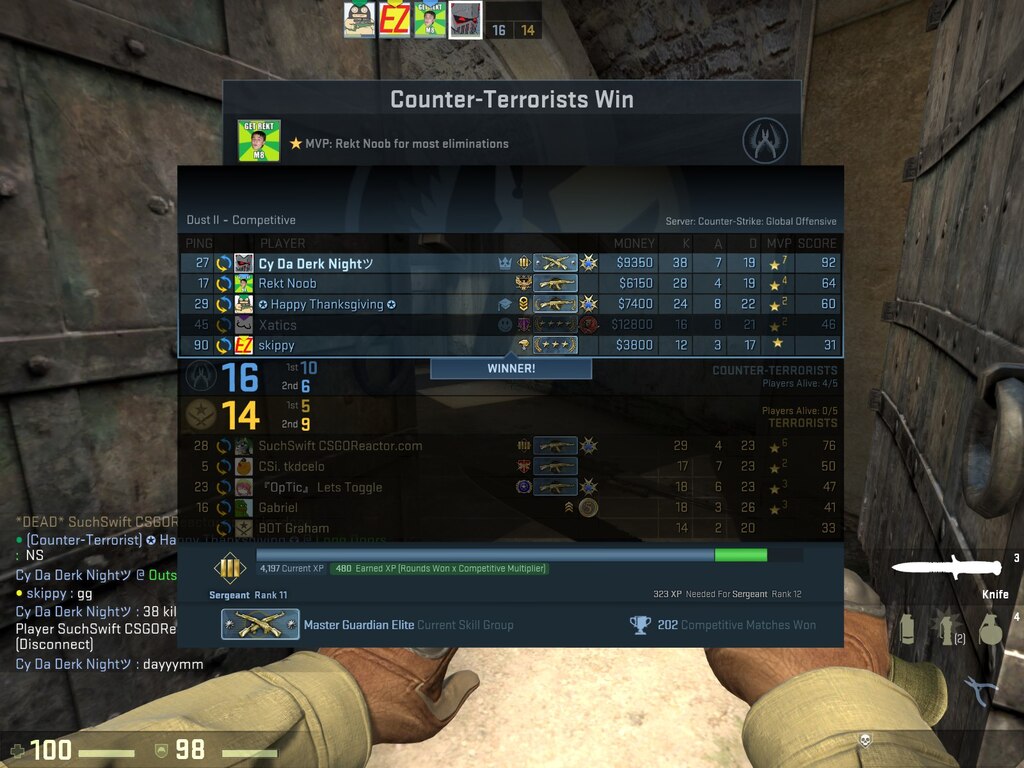 16 14
Counter-Terrorists Win
GET REKT
M8
MVP: Rekt Noob for most eliminations
Dust II - Competitive
Server: Counter-Strike: Global Offensive
PING PLAYER MONEY K A D MVP SCORE
27 Cy Da Derk Nightツ $9350 38 7 19 ★7 92
17 Rekt Noob $6150 28 4 19 ★4 64
29 ✪ Happy Thanksgiving ✪ $7400 24 8 22 ★2 60
45 Xatics $12800 16 8 21 ★2 46
90 EZ skippy $3800 12 3 17 ★ 31
WINNER!
16 1st 10
2nd 6
COUNTER-TERRORISTS
Players Alive: 4/5
14 1st 5
2nd 9
Players Alive: 0/5
TERRORISTS
28 SuchSwift CSGOReactor.com 29 4 23 ★6 76
5 CSi. tkdcelo 17 7 23 ★2 50
23 『OpTic』 Lets Toggle 18 6 23 ★3 47
16 Gabriel 5 18 3 26 ★3 41
BOT Graham 14 2 20 33
*DEAD* SuchSwift CSGOR
(Counter-Terrorist) ✪ Happy Thanksgiving ✪ @ Long Doors
: NS
Cy Da Derk Nightツ @ Outs
skippy : gg
Cy Da Derk Nightツ : 38 kil
Player SuchSwift CSGORe
(Disconnect)
Cy Da Derk Nightツ : dayyymm
4,197 Current XP 480 Earned XP (Rounds Won x Competitive Multiplier)
Sergeant Rank 11
323 XP Needed For Sergeant Rank 12
Master Guardian Elite Current Skill Group
202 Competitive Matches Won
3
Knife
4
(2)
100 98